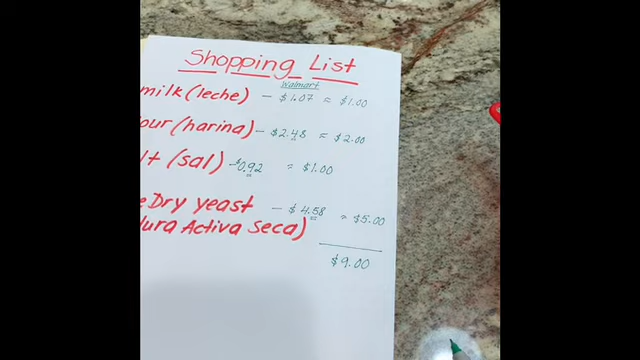 Shopping List
Walmart
milk (leche) - $1.07 ≈ $1.00
our (harina) - $2.48 ≈ $2.00
lt (sal) - $0.92 ≈ $1.00
e Dry yeast - $4.58 ≈ $5.00
dura Activa Seca)
$9.00